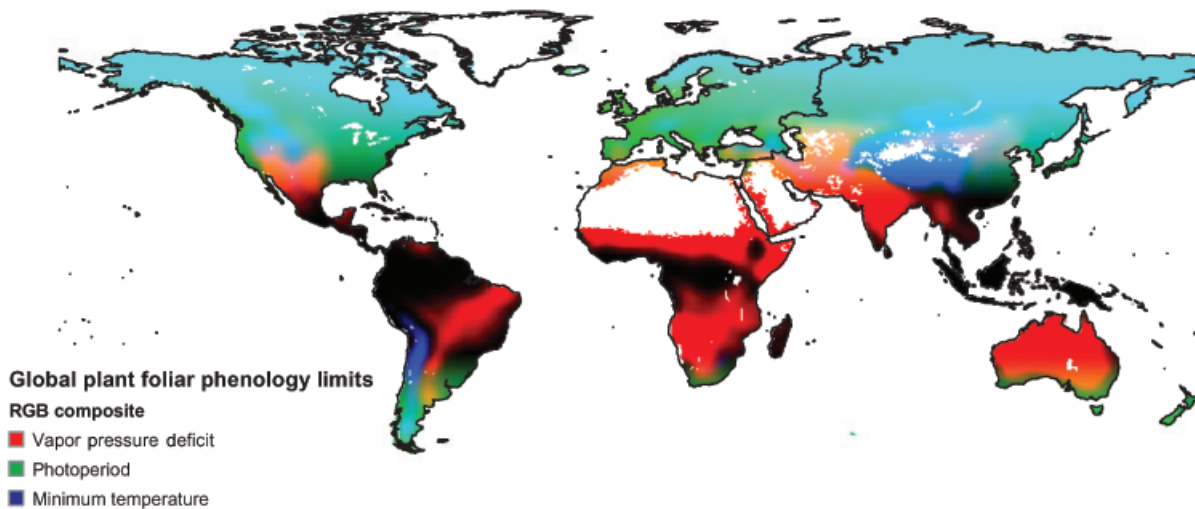 Global plant foliar phenology limits
RGB composite
Vapor pressure deficit
Photoperiod
Minimum temperature